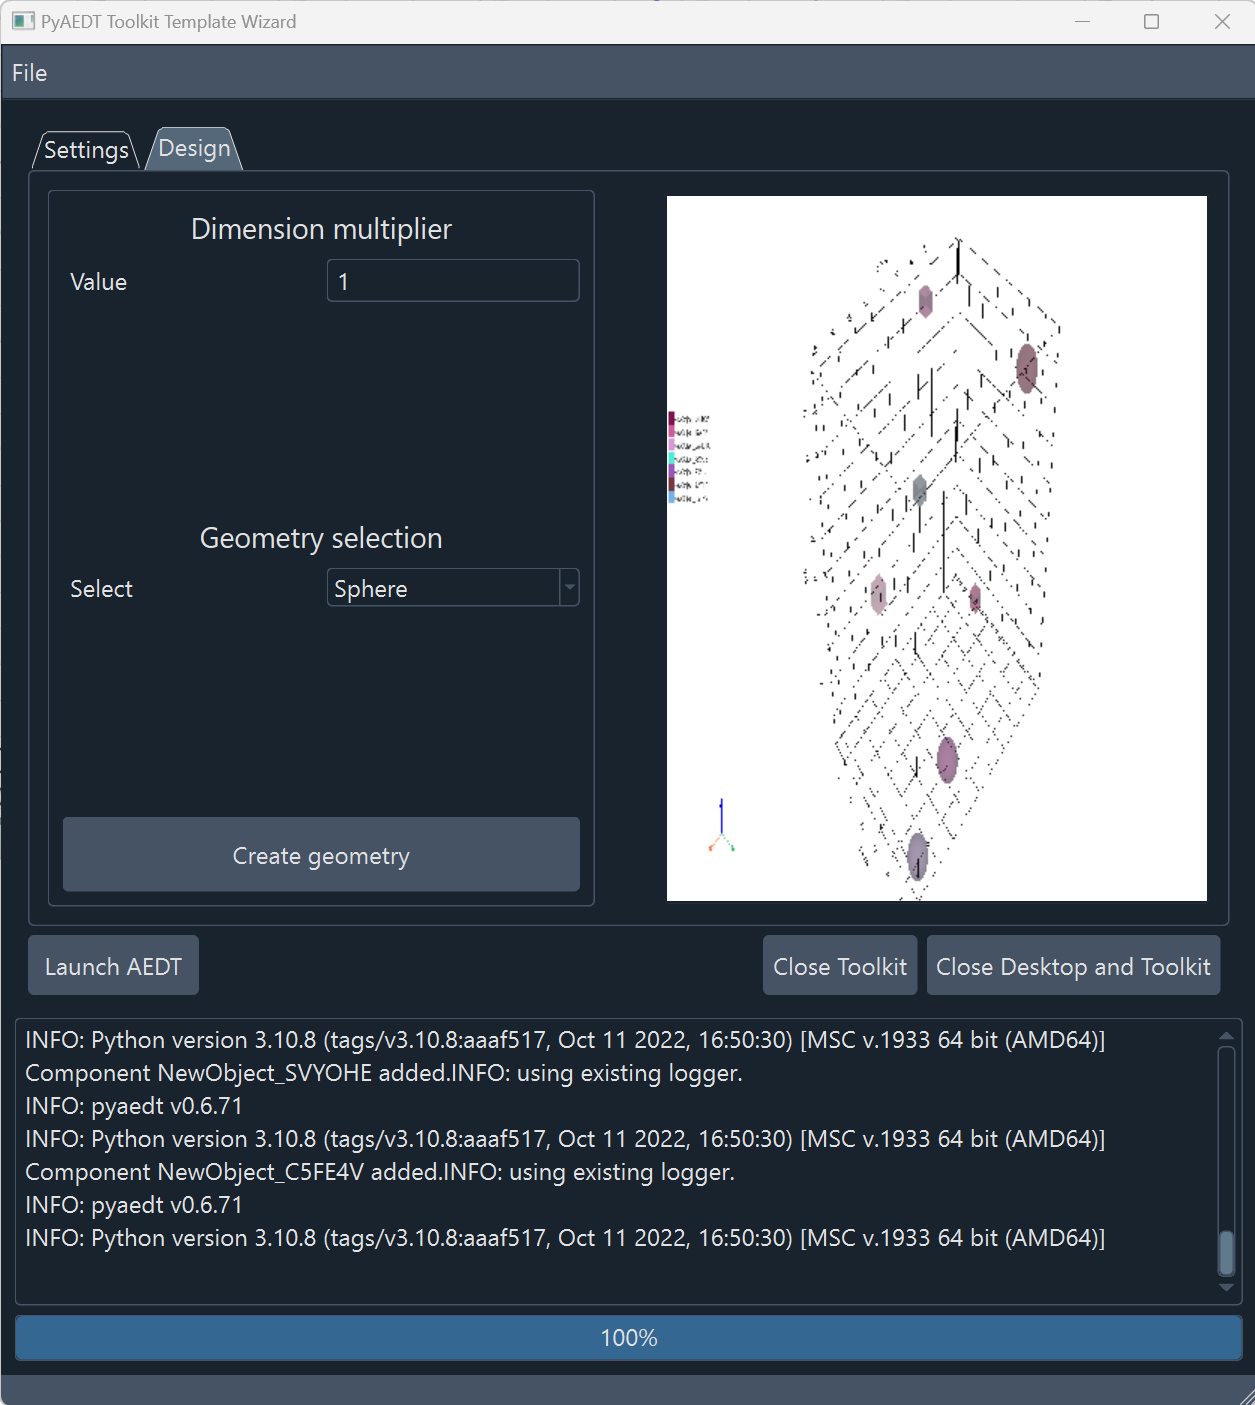 PyAEDT Toolkit Template Wizard
File
Settings
Design
Dimension multiplier
Value
1
Geometry selection
Select
Sphere
Create geometry
Launch AEDT
Close Toolkit
Close Desktop and Toolkit
INFO: Python version 3.10.8 (tags/v3.10.8:aaaf517, Oct 11 2022, 16:50:30) [MSC v.1933 64 bit (AMD64)]
Component NewObject_SVYOHE added.INFO: using existing logger.
INFO: pyaedt v0.6.71
INFO: Python version 3.10.8 (tags/v3.10.8:aaaf517, Oct 11 2022, 16:50:30) [MSC v.1933 64 bit (AMD64)]
Component NewObject_C5FE4V added.INFO: using existing logger.
INFO: pyaedt v0.6.71
INFO: Python version 3.10.8 (tags/v3.10.8:aaaf517, Oct 11 2022, 16:50:30) [MSC v.1933 64 bit (AMD64)]
100%